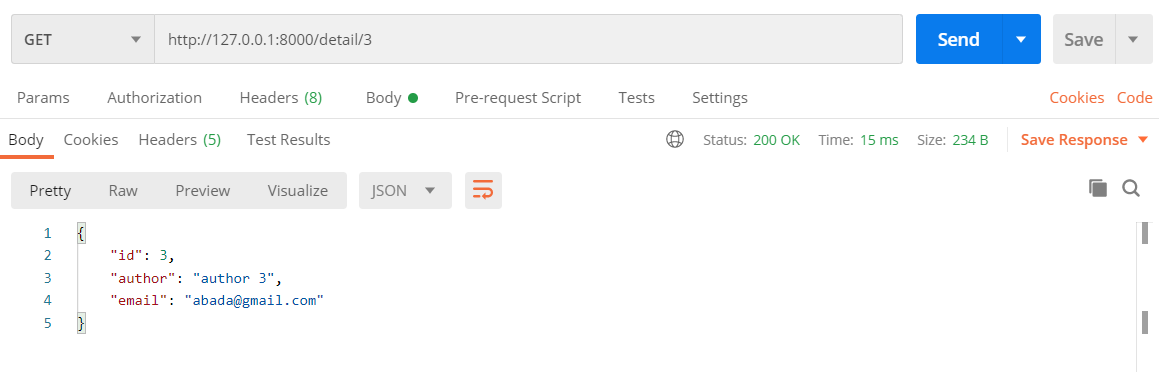 GET http://127.0.0.1:8000/detail/3 Send Save
Params Authorization Headers (8) Body Pre-request Script Tests Settings Cookies Code
Body Cookies Headers (5) Test Results Status: 200 OK Time: 15 ms Size: 234 B Save Response
Pretty Raw Preview Visualize JSON
1 {
2 "id": 3,
3 "author": "author 3",
4 "email": "abada@gmail.com"
5 }